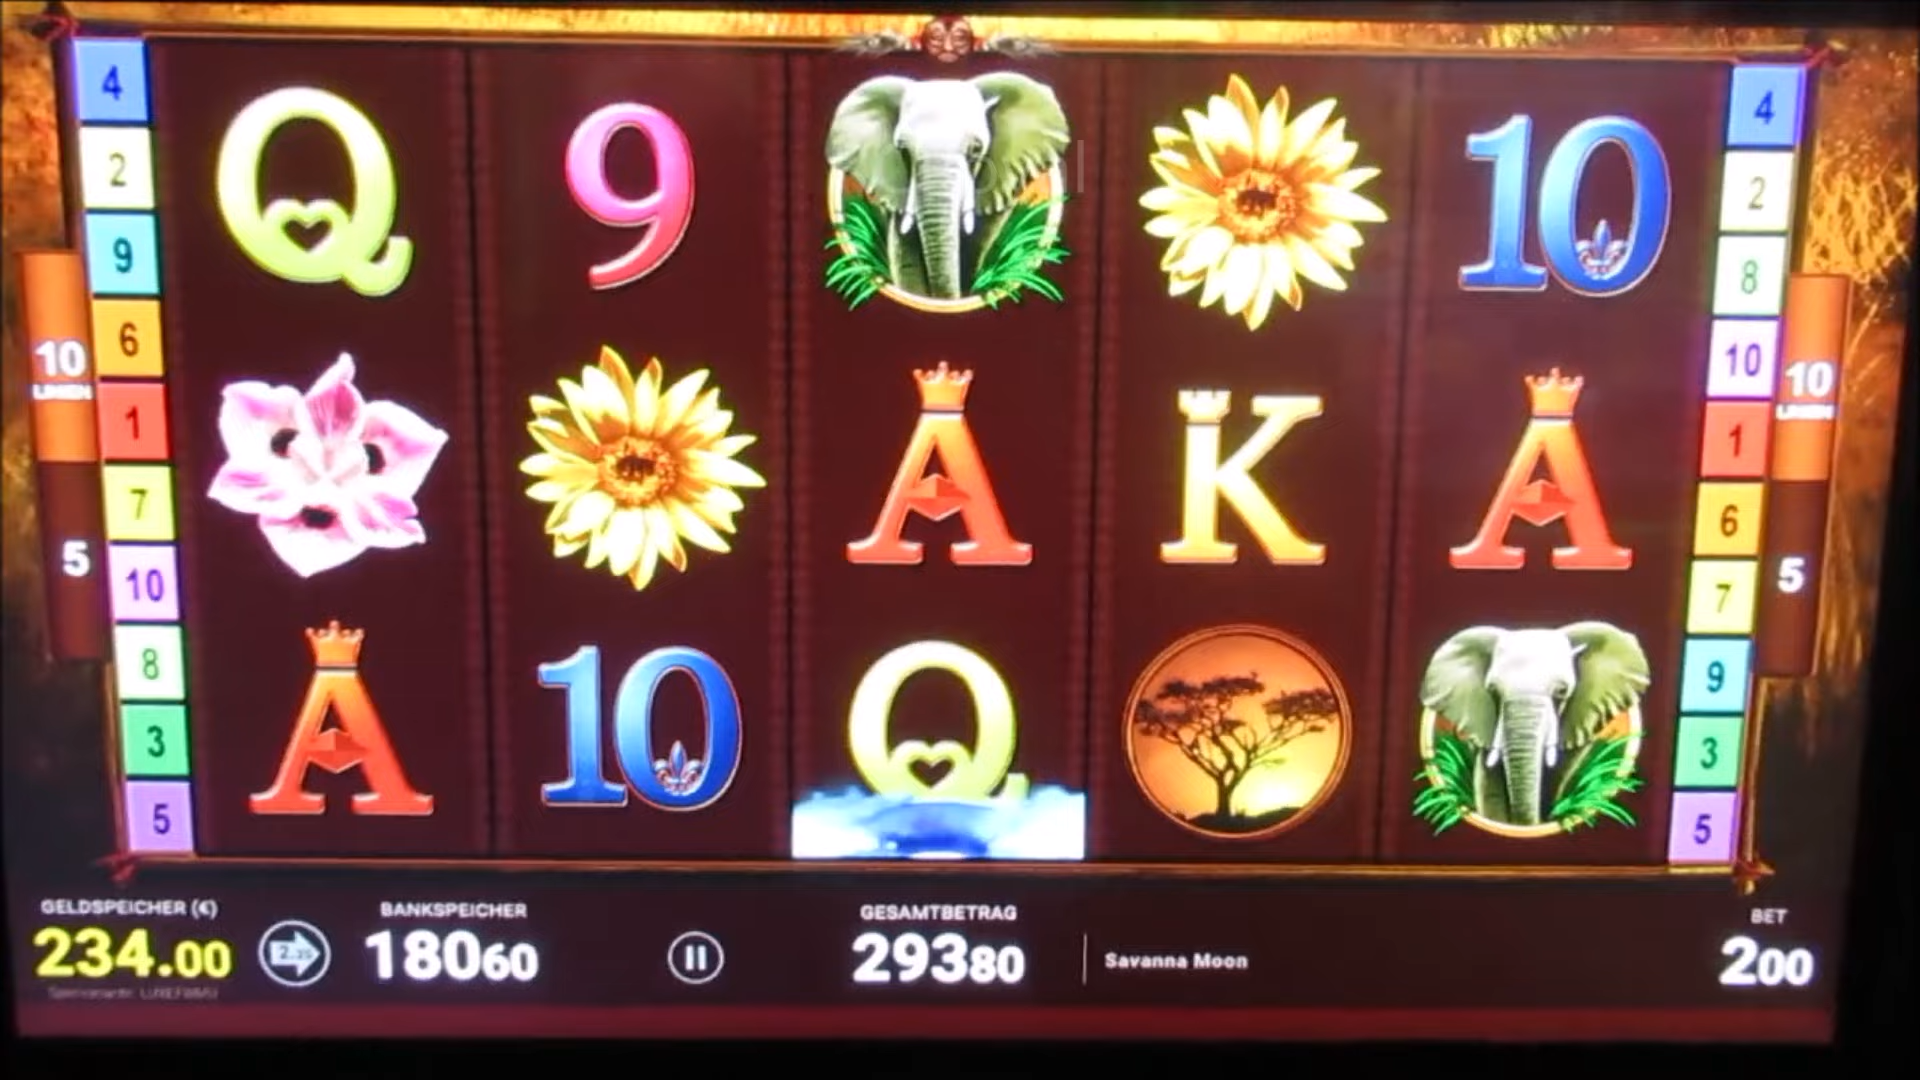 4
4
Q
9
10
2
2
9
8
10
LINIEN
6
10
10
LINIEN
1
A
K
A
1
7
6
5
10
7
5
8
A
10
Q
9
3
3
5
5
GELDSPEICHER (€)
BANKSPEICHER
GESAMTBETRAG
BET
234.00
18060
29380
Savanna Moon
200